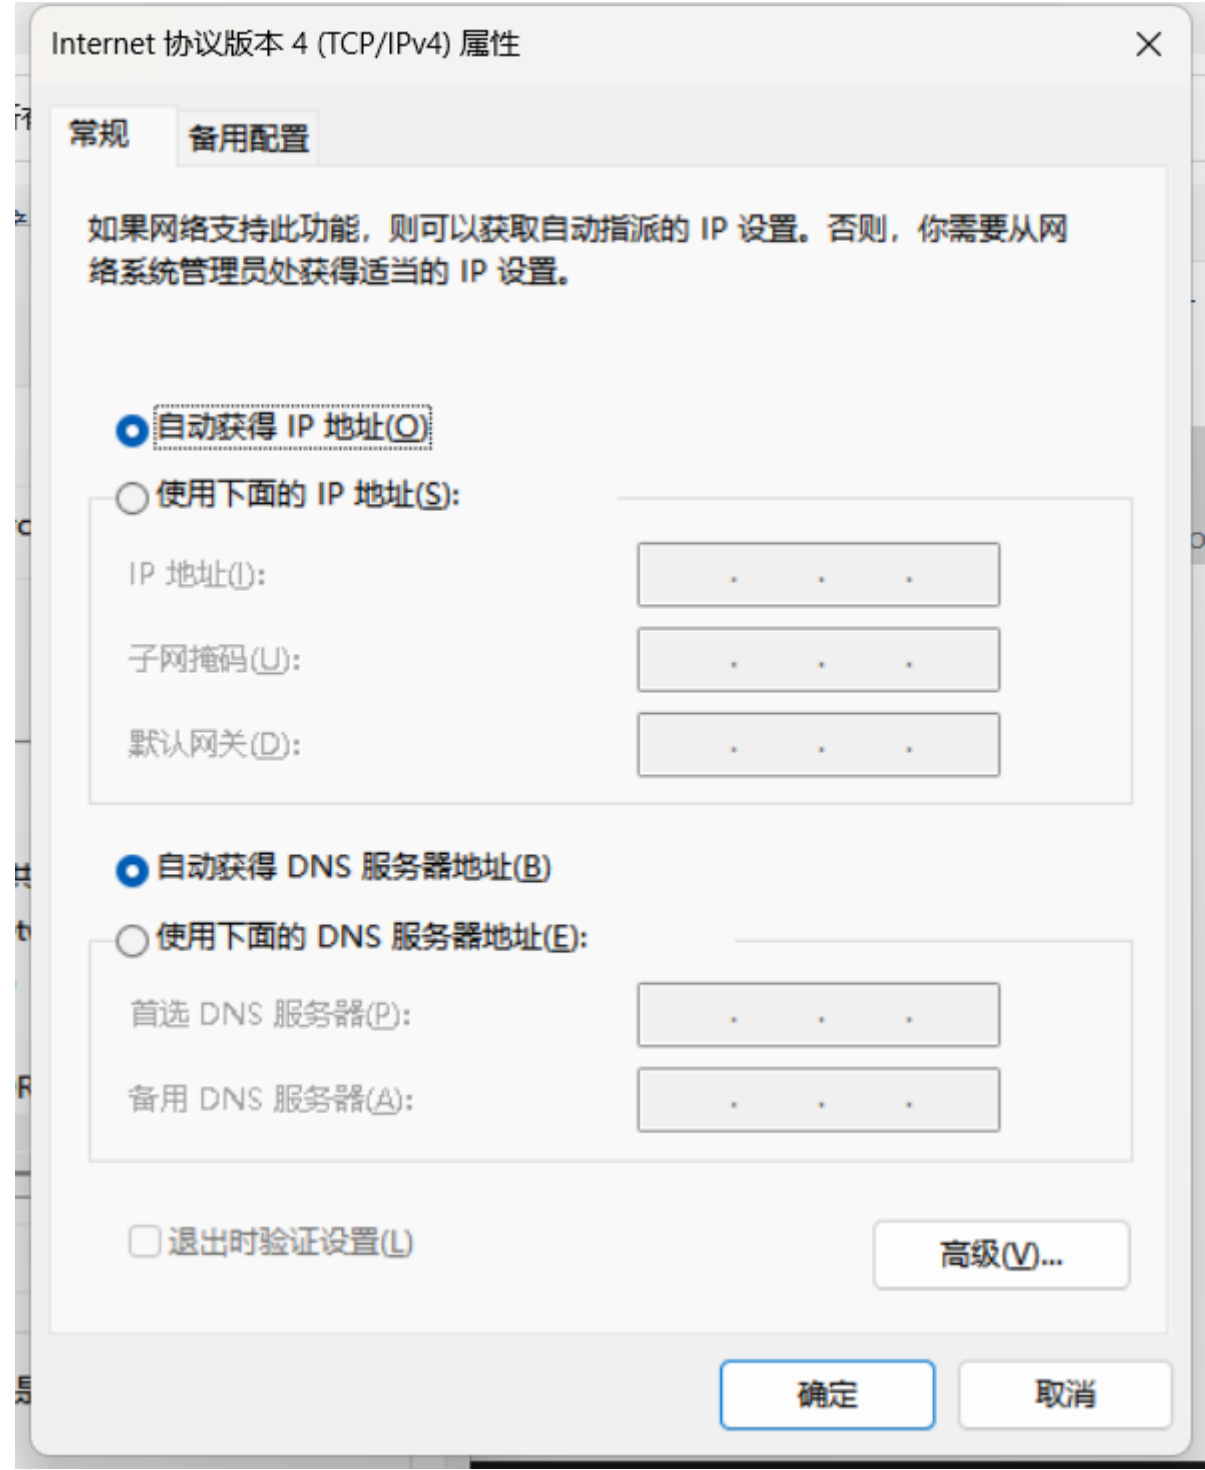 Internet 协议版本 4 (TCP/IPv4) 属性
常规
备用配置
如果网络支持此功能，则可以获取自动指派的 IP 设置。否则，你需要从网
络系统管理员处获得适当的 IP 设置。
自动获得 IP 地址(O)
使用下面的 IP 地址(S):
IP 地址(I):
子网掩码(U):
默认网关(D):
自动获得 DNS 服务器地址(B)
使用下面的 DNS 服务器地址(E):
首选 DNS 服务器(P):
备用 DNS 服务器(A):
退出时验证设置(L)
高级(V)...
确定
取消